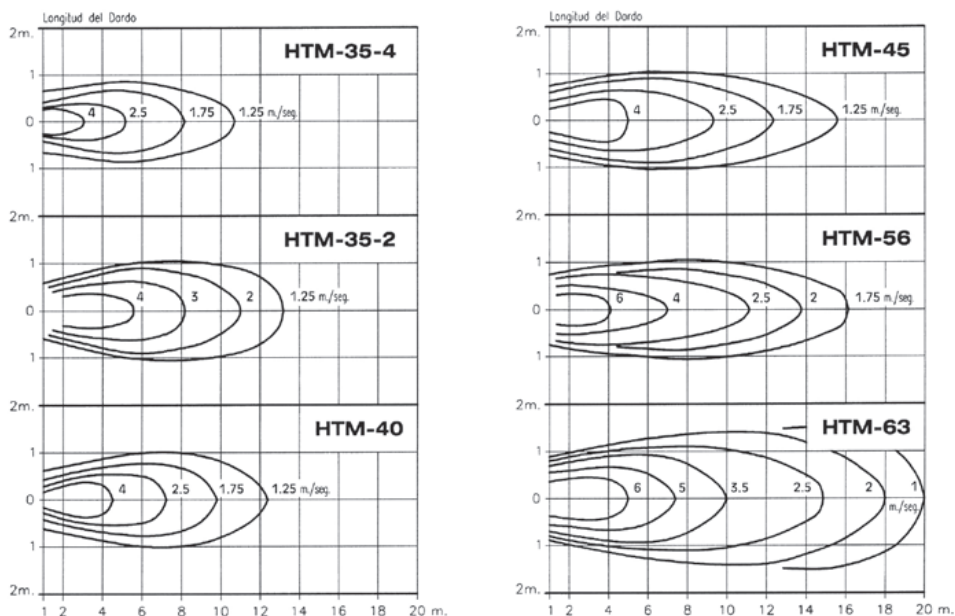 Longitud del Dardo
2m.
HTM-35-4
1
0
4 2.5 1.75 1.25 m./seg.
1
2m.
HTM-35-2
1
0
4 3 2 1.25 m./seg.
1
2m.
HTM-40
1
0
4 2.5 1.75 1.25 m./seg.
1
2m.
1 2 4 6 8 10 12 14 16 18 20 m.
Longitud del Dardo
2m.
HTM-45
1
0
4 2.5 1.75 1.25 m./seg.
1
2m.
HTM-56
1
0
6 4 2.5 2 1.75 m./seg.
1
2m.
HTM-63
1
0
6 5 3.5 2.5 2 1
m./seg.
1
2m.
1 2 4 6 8 10 12 14 16 18 20 m.